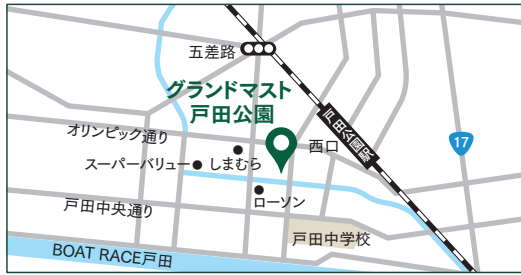 五差路
グランドマスト
戸田公園
オリンピック通り
西口
戸田公園駅
17
スーパーバリュー
しまむら
ローソン
戸田中央通り
戸田中学校
BOAT RACE戸田